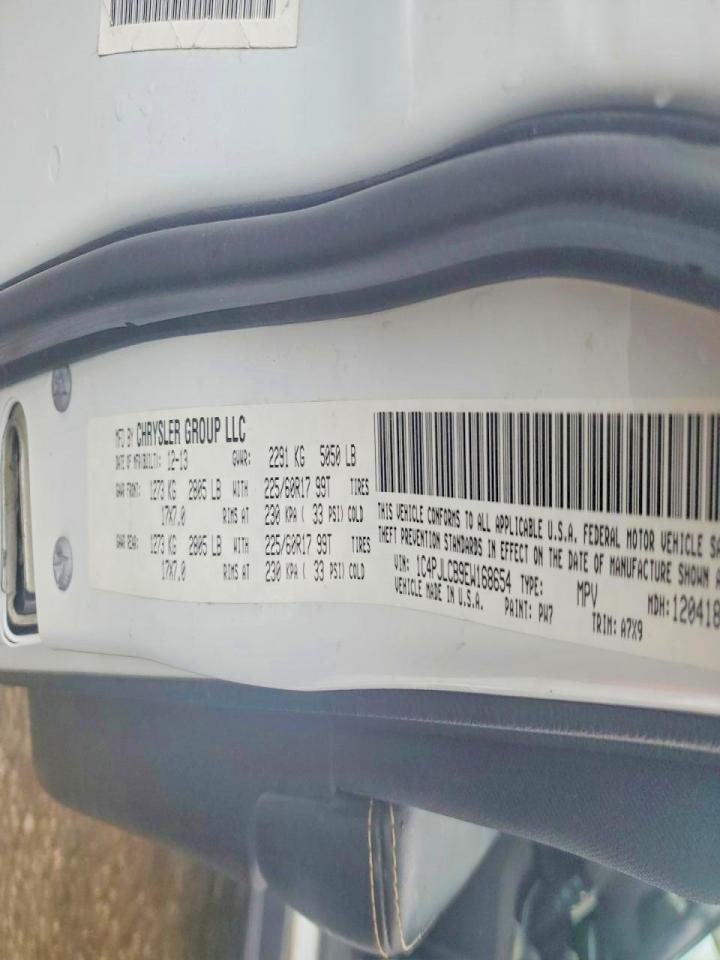 MFD BY CHRYSLER GROUP LLC
DATE OF MFR(BUILT): 12-13 GVWR: 2291 KG 5050 LB
GAWR FRONT: 1273 KG 2805 LB WITH 225/60R17 99T TIRES
17X7.0 RIMS AT 230 KPA ( 33 PSI) COLD
GAWR REAR: 1273 KG 2805 LB WITH 225/60R17 99T TIRES
17X7.0 RIMS AT 230 KPA ( 33 PSI) COLD
THIS VEHICLE CONFORMS TO ALL APPLICABLE U.S.A. FEDERAL MOTOR VEHICLE
THEFT PREVENTION STANDARDS IN EFFECT ON THE DATE OF MANUFACTURE SHOWN
VIN: 1C4PJLCB9EW168654 TYPE: MPV MDH: 120418
VEHICLE MADE IN U.S.A. PAINT: PW7 TRIM: A7X9